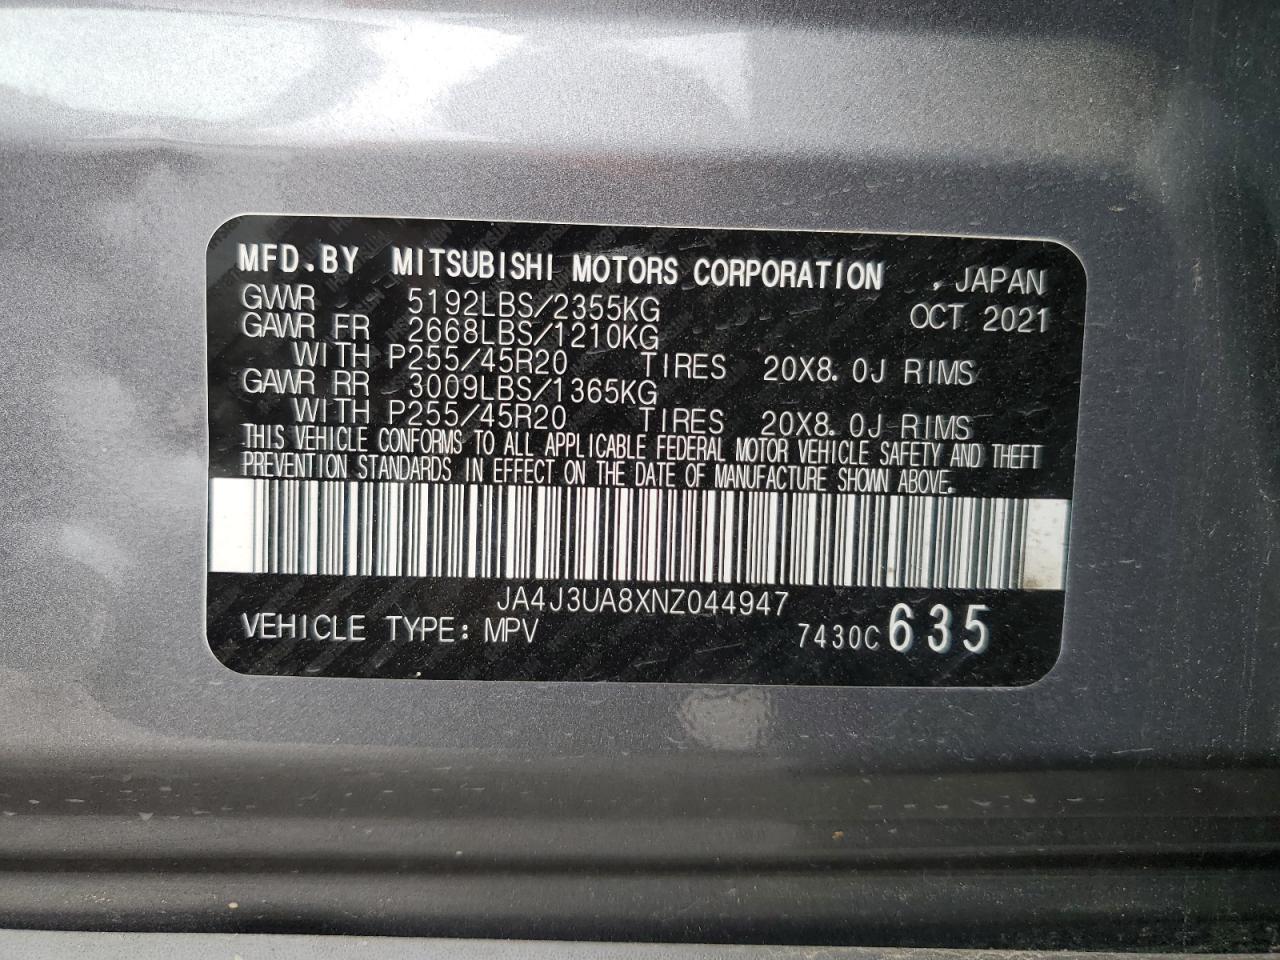 MFD.BY MITSUBISHI MOTORS CORPORATION , JAPAN
GVWR 5192LBS/2355KG OCT 2021
GAWR FR 2668LBS/1210KG
WITH P255/45R20 TIRES 20X8.0J RIMS
GAWR RR 3009LBS/1365KG
WITH P255/45R20 TIRES 20X8.0J RIMS
THIS VEHICLE CONFORMS TO ALL APPLICABLE FEDERAL MOTOR VEHICLE SAFETY AND THEFT
PREVENTION STANDARDS IN EFFECT ON THE DATE OF MANUFACTURE SHOWN ABOVE.
JA4J3UA8XNZ044947
VEHICLE TYPE: MPV 7430C 635